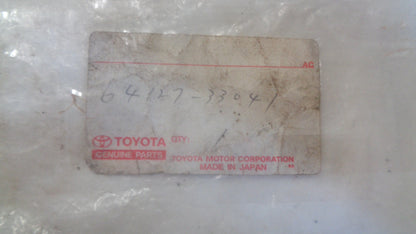 AC
64127-33041
TOYOTA QTY:
GENUINE PARTS
TOYOTA MOTOR CORPORATION
MADE IN JAPAN